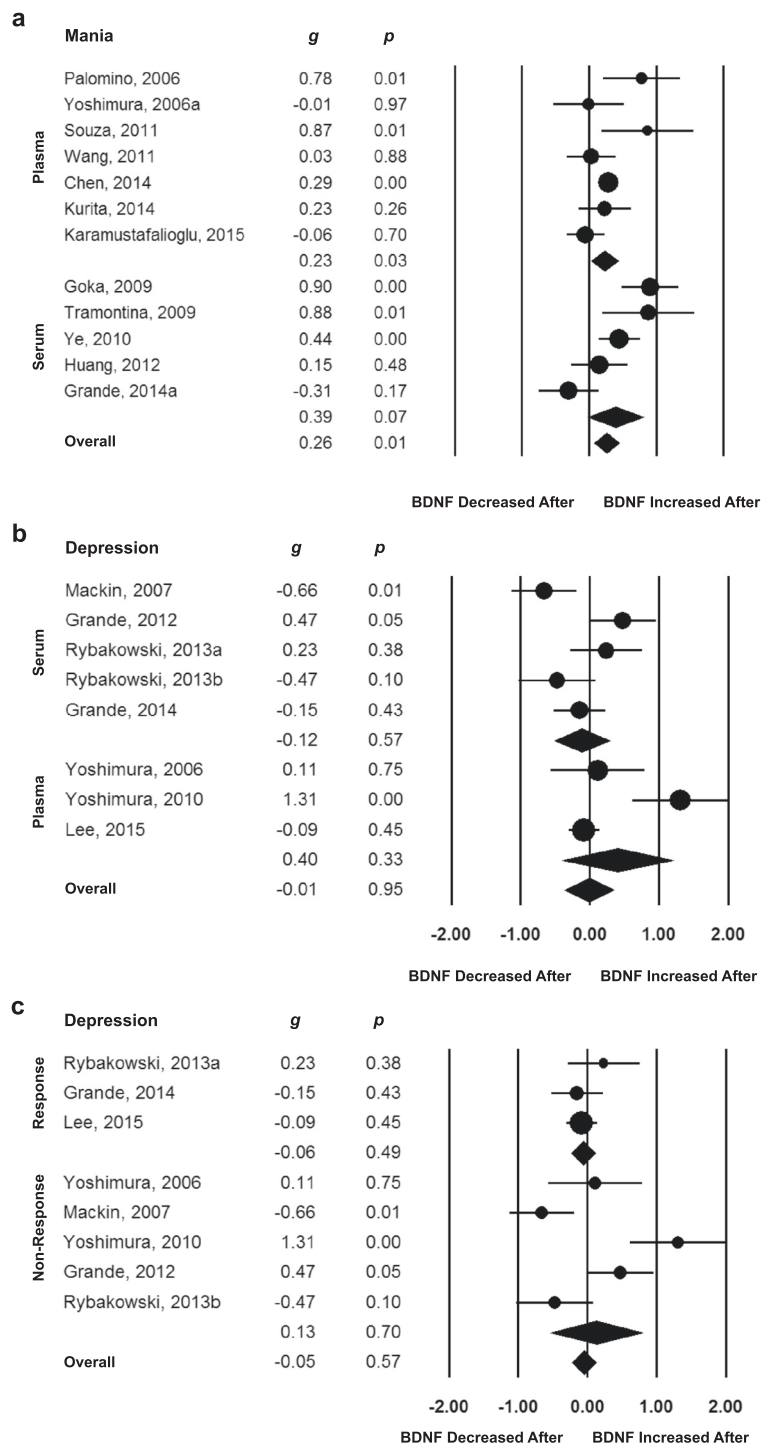 a
Mania g p
Plasma
Palomino, 2006 0.78 0.01
Yoshimura, 2006a -0.01 0.97
Souza, 2011 0.87 0.01
Wang, 2011 0.03 0.88
Chen, 2014 0.29 0.00
Kurita, 2014 0.23 0.26
Karamustafalioglu, 2015 -0.06 0.70
0.23 0.03
Serum
Goka, 2009 0.90 0.00
Tramontina, 2009 0.88 0.01
Ye, 2010 0.44 0.00
Huang, 2012 0.15 0.48
Grande, 2014a -0.31 0.17
0.39 0.07
Overall 0.26 0.01
BDNF Decreased After BDNF Increased After
b
Depression g p
Serum
Mackin, 2007 -0.66 0.01
Grande, 2012 0.47 0.05
Rybakowski, 2013a 0.23 0.38
Rybakowski, 2013b -0.47 0.10
Grande, 2014 -0.15 0.43
-0.12 0.57
Plasma
Yoshimura, 2006 0.11 0.75
Yoshimura, 2010 1.31 0.00
Lee, 2015 -0.09 0.45
0.40 0.33
Overall -0.01 0.95
-2.00 -1.00 0.00 1.00 2.00
BDNF Decreased After BDNF Increased After
c
Depression g p
Response
Rybakowski, 2013a 0.23 0.38
Grande, 2014 -0.15 0.43
Lee, 2015 -0.09 0.45
-0.06 0.49
Non-Response
Yoshimura, 2006 0.11 0.75
Mackin, 2007 -0.66 0.01
Yoshimura, 2010 1.31 0.00
Grande, 2012 0.47 0.05
Rybakowski, 2013b -0.47 0.10
0.13 0.70
Overall -0.05 0.57
-2.00 -1.00 0.00 1.00 2.00
BDNF Decreased After BDNF Increased After